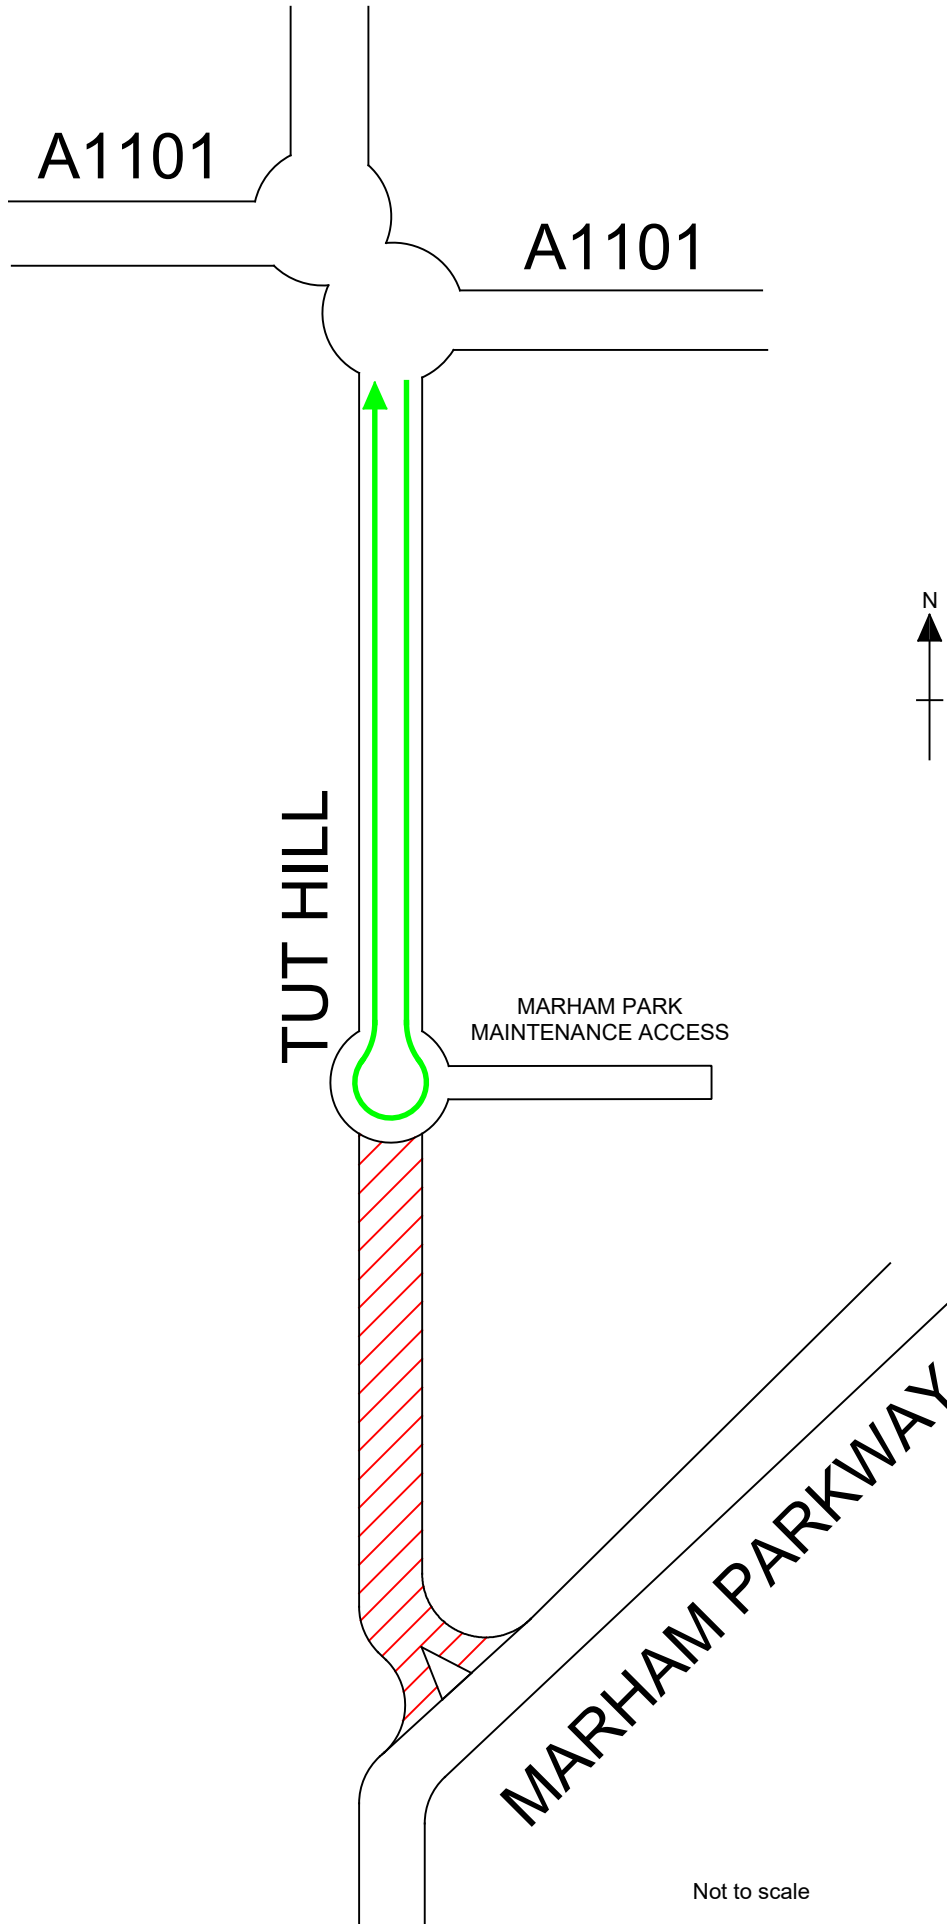 A1101
A1101
N
TUT HILL
MARHAM PARK
MAINTENANCE ACCESS
MARHAM PARKWAY
Not to scale